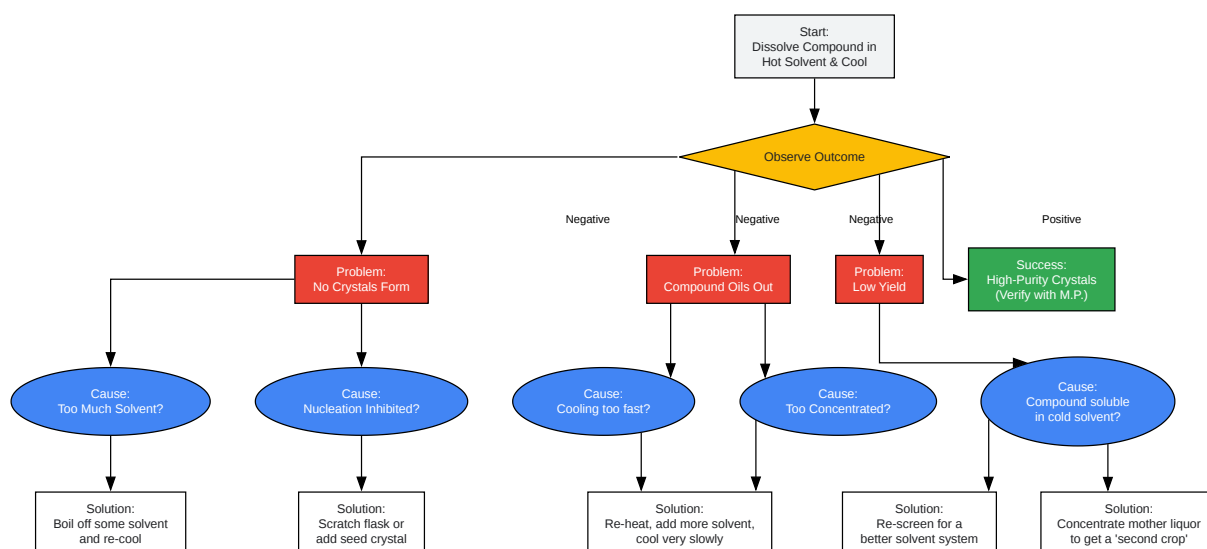 Start:
Dissolve Compound in
Hot Solvent & Cool
Observe Outcome
Negative
Negative
Negative
Positive
Problem:
No Crystals Form
Problem:
Compound Oils Out
Problem:
Low Yield
Success:
High-Purity Crystals
(Verify with M.P.)
Cause:
Too Much Solvent?
Cause:
Nucleation Inhibited?
Cause:
Cooling too fast?
Cause:
Too Concentrated?
Cause:
Compound soluble
in cold solvent?
Solution:
Boil off some solvent
and re-cool
Solution:
Scratch flask or
add seed crystal
Solution:
Re-heat, add more solvent,
cool very slowly
Solution:
Re-screen for a
better solvent system
Solution:
Concentrate mother liquor
to get a 'second crop'